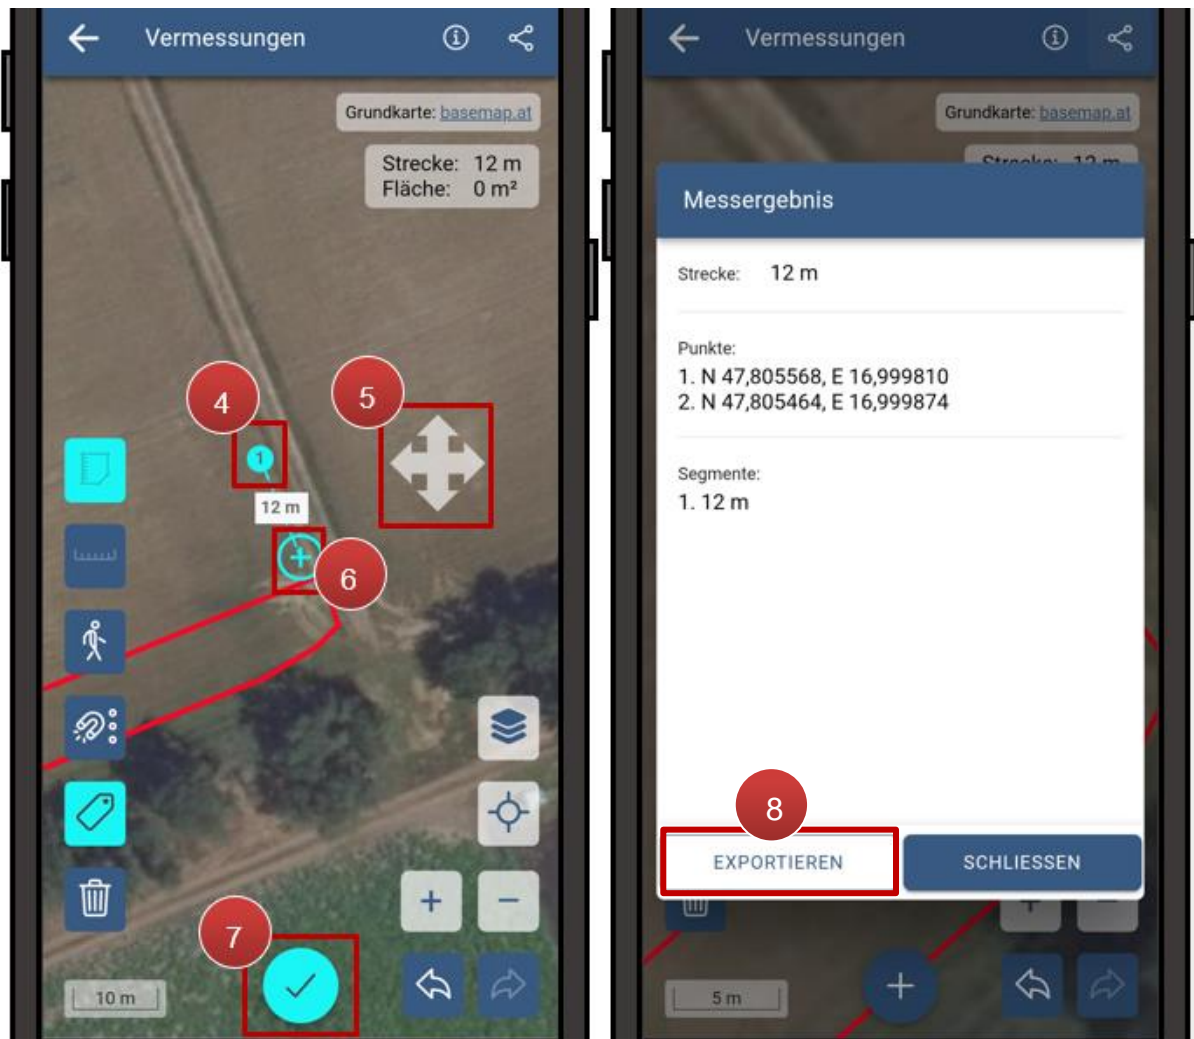 Vermessungen
Grundkarte: basemap.at
Strecke: 12 m
Fläche: 0 m²
4
5
1
12 m
6
7
10 m
Vermessungen
Grundkarte: basemap.at
Strecke: 12 m
Messergebnis
Strecke: 12 m
Punkte:
1. N 47,805568, E 16,999810
2. N 47,805464, E 16,999874
Segmente:
1. 12 m
8
EXPORTIEREN
SCHLIESSEN
5 m